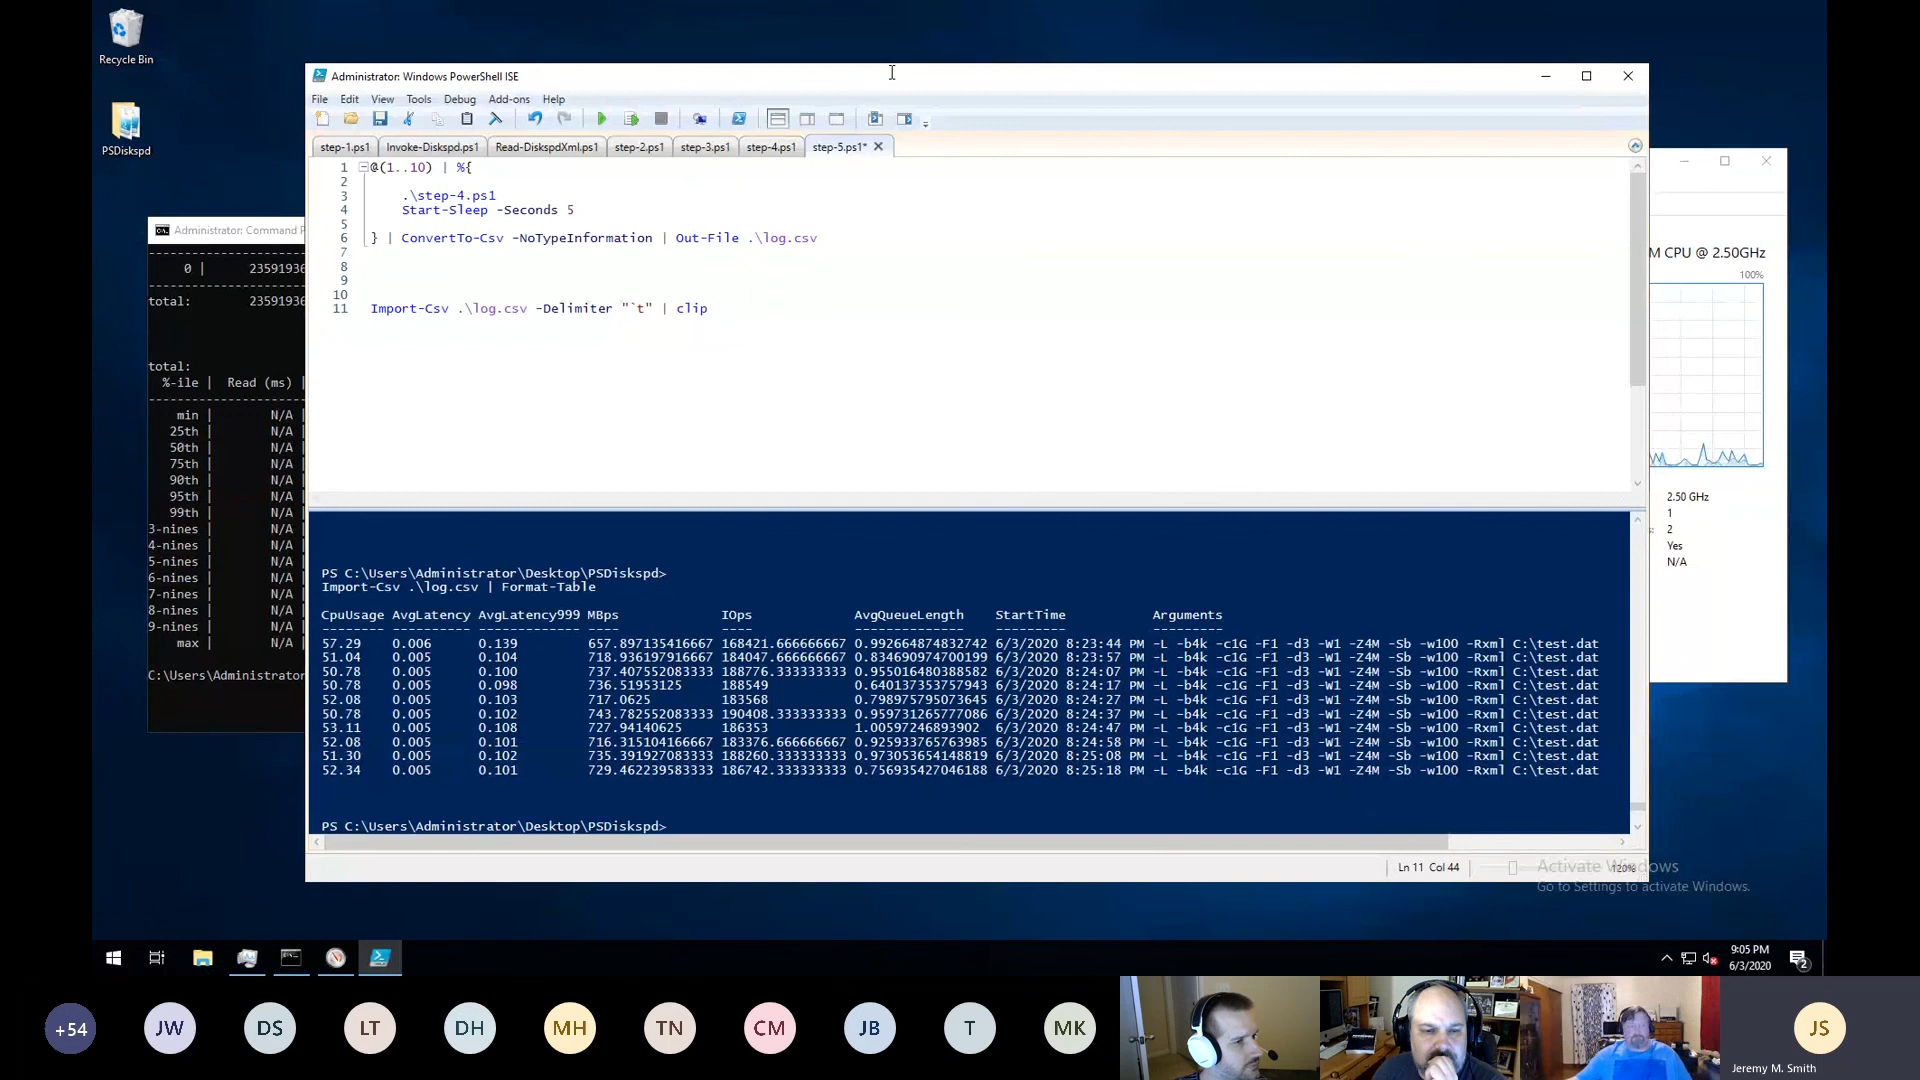 Recycle Bin
PSDiskspd
Administrator: Windows PowerShell ISE
File Edit View Tools Debug Add-ons Help
step-1.ps1 Invoke-Diskspd.ps1 Read-DiskspdXml.ps1 step-2.ps1 step-3.ps1 step-4.ps1 step-5.ps1*
1 @(1..10) | %{
2
3 .\step-4.ps1
4 Start-Sleep -Seconds 5
5
6 } | ConvertTo-Csv -NoTypeInformation | Out-File .\log.csv
7
8
9
10
11 Import-Csv .\log.csv -Delimiter "`t" | clip
Administrator: Command P
0 | 23591936
total: 23591936
total:
%-ile | Read (ms) |
min | N/A |
25th | N/A |
50th | N/A |
75th | N/A |
90th | N/A |
95th | N/A |
99th | N/A |
3-nines | N/A |
4-nines | N/A |
5-nines | N/A |
6-nines | N/A |
7-nines | N/A |
8-nines | N/A |
9-nines | N/A |
max | N/A |
C:\Users\Administrator
M CPU @ 2.50GHz
100%
2.50 GHz
1
2
Yes
N/A
PS C:\Users\Administrator\Desktop\PSDiskspd>
Import-Csv .\log.csv | Format-Table
CpuUsage AvgLatency AvgLatency999 MBps IOps AvgQueueLength StartTime Arguments
-------- ---------- ------------- ---- ---- -------------- --------- ---------
57.29 0.006 0.139 657.897135416667 168421.666666667 0.992664874832742 6/3/2020 8:23:44 PM -L -b4k -c1G -F1 -d3 -W1 -Z4M -Sb -w100 -Rxml C:\test.dat
51.04 0.005 0.104 718.936197916667 184047.666666667 0.834690974700199 6/3/2020 8:23:57 PM -L -b4k -c1G -F1 -d3 -W1 -Z4M -Sb -w100 -Rxml C:\test.dat
50.78 0.005 0.100 737.407552083333 188776.333333333 0.955016480388582 6/3/2020 8:24:07 PM -L -b4k -c1G -F1 -d3 -W1 -Z4M -Sb -w100 -Rxml C:\test.dat
50.78 0.005 0.098 736.51953125 188549 0.640137353757943 6/3/2020 8:24:17 PM -L -b4k -c1G -F1 -d3 -W1 -Z4M -Sb -w100 -Rxml C:\test.dat
52.08 0.005 0.103 717.0625 183568 0.798975795073645 6/3/2020 8:24:27 PM -L -b4k -c1G -F1 -d3 -W1 -Z4M -Sb -w100 -Rxml C:\test.dat
50.78 0.005 0.102 743.782552083333 190408.333333333 0.959731265777086 6/3/2020 8:24:37 PM -L -b4k -c1G -F1 -d3 -W1 -Z4M -Sb -w100 -Rxml C:\test.dat
53.11 0.005 0.108 727.94140625 186353 1.00597246893902 6/3/2020 8:24:47 PM -L -b4k -c1G -F1 -d3 -W1 -Z4M -Sb -w100 -Rxml C:\test.dat
52.08 0.005 0.101 716.315104166667 183376.666666667 0.925933765763985 6/3/2020 8:24:58 PM -L -b4k -c1G -F1 -d3 -W1 -Z4M -Sb -w100 -Rxml C:\test.dat
51.30 0.005 0.102 735.391927083333 188260.333333333 0.973053654148819 6/3/2020 8:25:08 PM -L -b4k -c1G -F1 -d3 -W1 -Z4M -Sb -w100 -Rxml C:\test.dat
52.34 0.005 0.101 729.462239583333 186742.333333333 0.756935427046188 6/3/2020 8:25:18 PM -L -b4k -c1G -F1 -d3 -W1 -Z4M -Sb -w100 -Rxml C:\test.dat
PS C:\Users\Administrator\Desktop\PSDiskspd>
Ln 11 Col 44
120%
Activate Windows
Go to Settings to activate Windows.
9:05 PM
6/3/2020
2
+54 JW DS LT DH MH TN CM JB T MK JS
Jeremy M. Smith